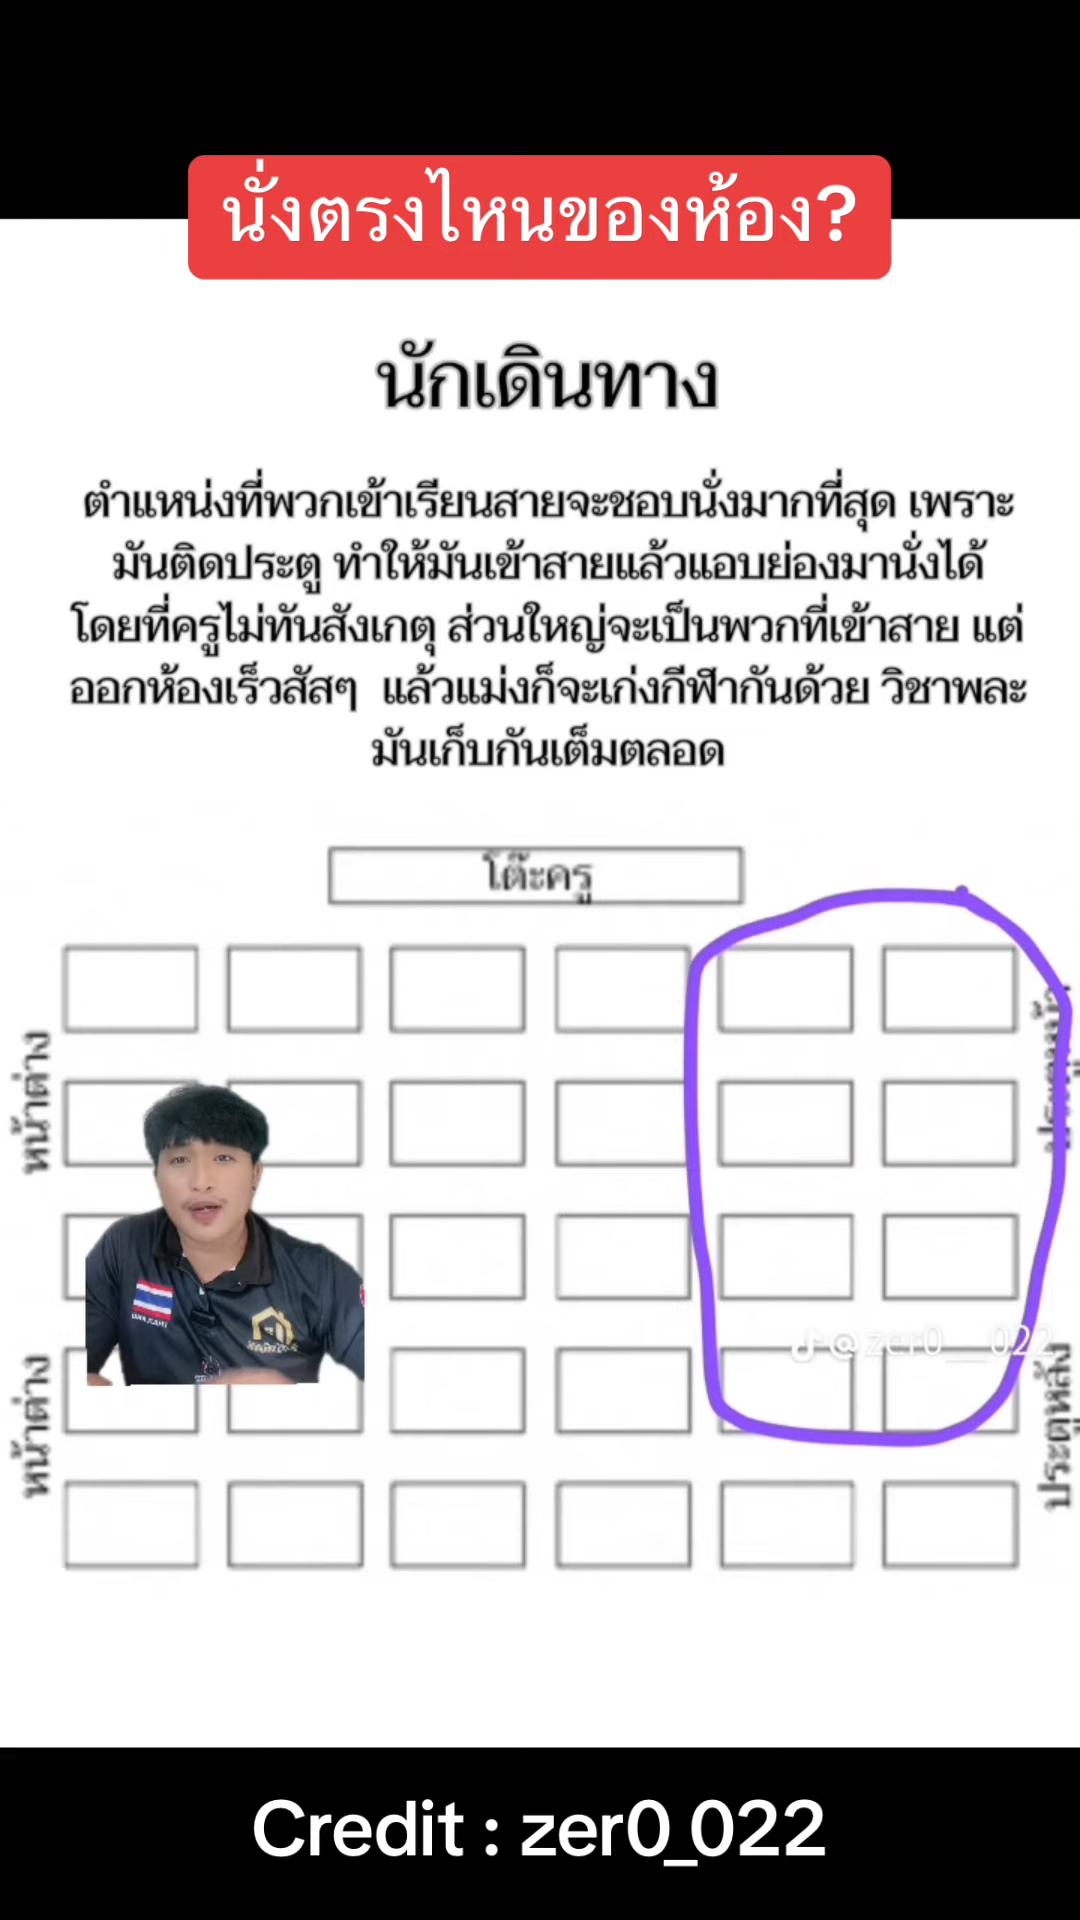 นั่งตรงไหนของห้อง?
นักเดินทาง
ตำแหน่งที่พวกเข้าเรียนสายจะชอบนั่งมากที่สุด เพราะ
มันติดประตู ทำให้มันเข้าสายแล้วแอบย่องมานั่งได้
โดยที่ครูไม่ทันสังเกตุ ส่วนใหญ่จะเป็นพวกที่เข้าสาย แต่
ออกห้องเร็วสัสๆ แล้วแม่งก็จะเก่งกีฬากันด้วย วิชาพละ
มันเก็บกันเต็มตลอด
โต๊ะครู
หน้าต่าง
หน้าต่าง
ประตูหลัง
@zer0__022
Credit : zer0_022